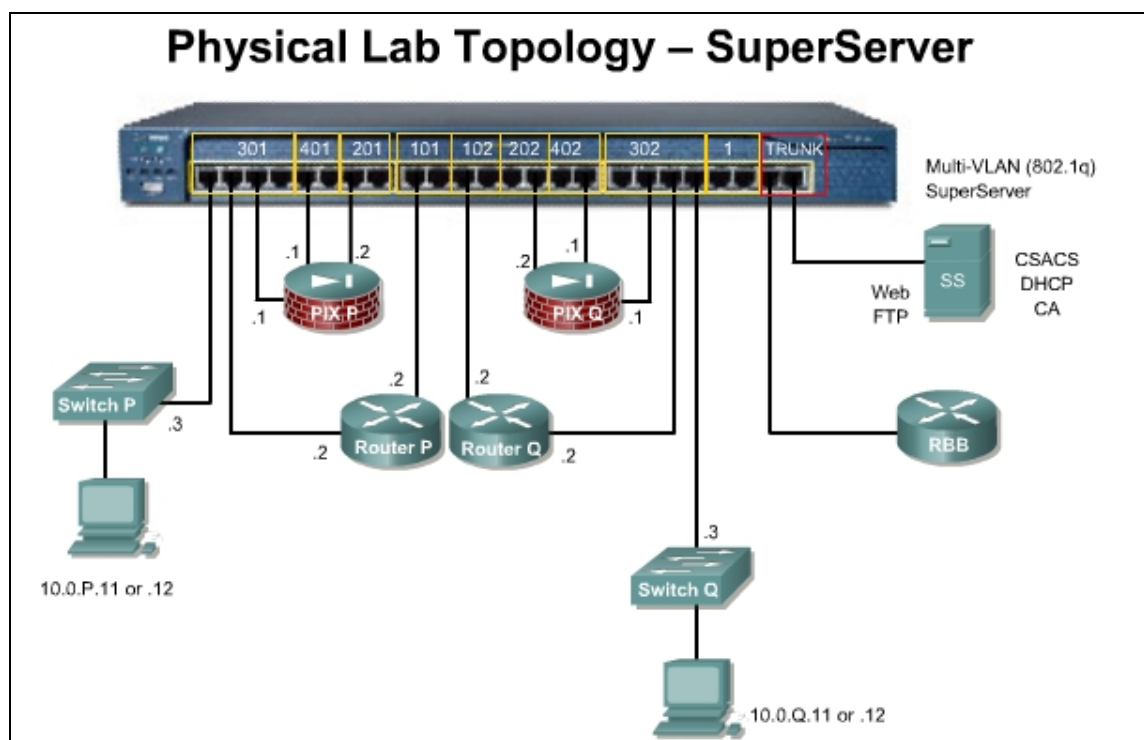 Physical Lab Topology – SuperServer
301 401 201 101 102 202 402 302 1 TRUNK
Multi-VLAN (802.1q)
SuperServer
.1
.2
.2
.1
PIX P
.1
PIX Q
.1
Web
FTP
SS
CSACS
DHCP
CA
Switch P
.3
.2
.2
.2
Router P
Router Q
.2
RBB
10.0.P.11 or .12
.3
Switch Q
10.0.Q.11 or .12